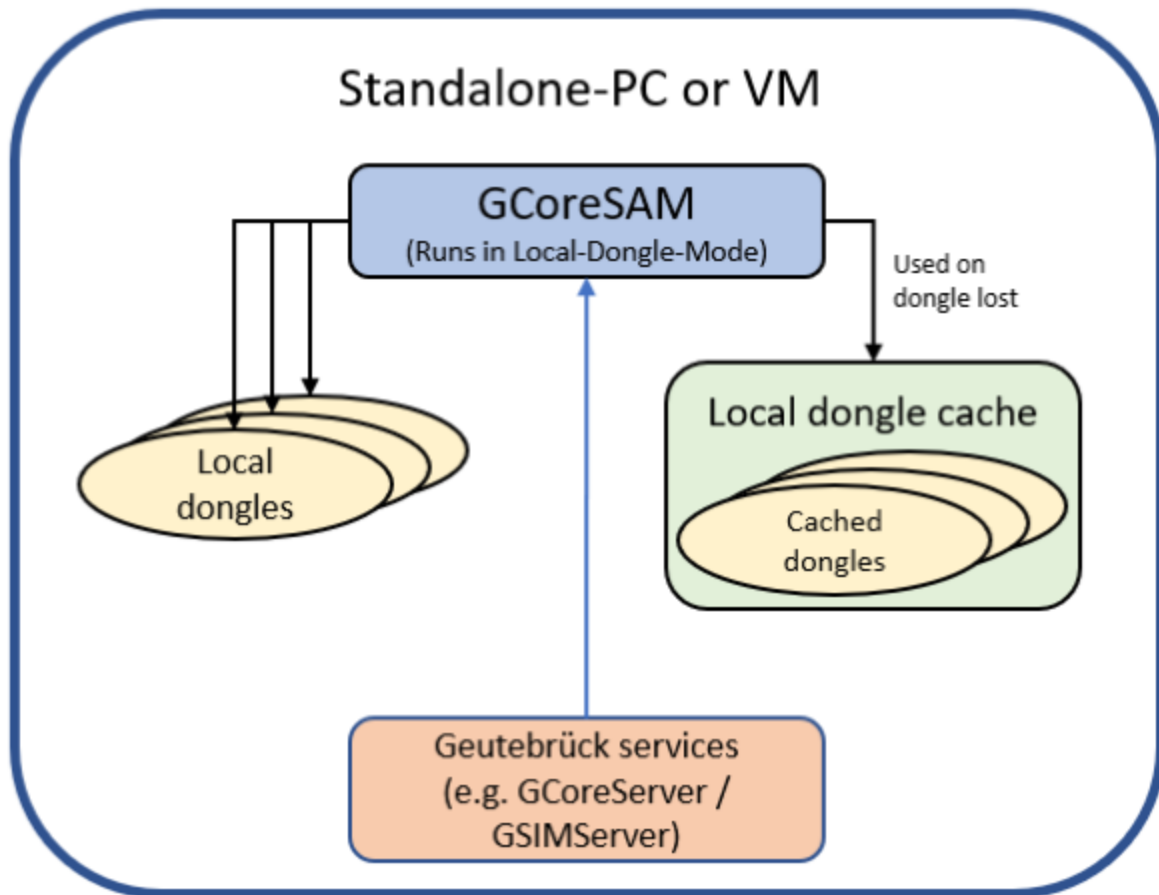 Standalone-PC or VM
GCoreSAM
(Runs in Local-Dongle-Mode)
Used on
dongle lost
Local dongle cache
Local
dongles
Cached
dongles
Geutebrück services
(e.g. GCoreServer /
GSIMServer)